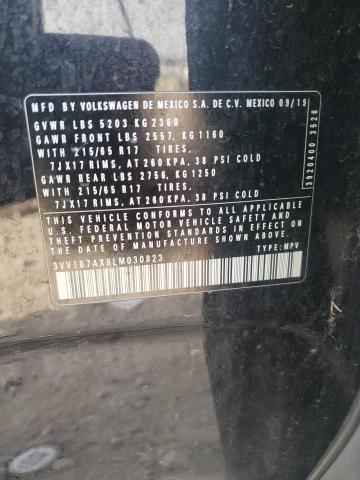 MFD BY VOLKSWAGEN DE MEXICO S.A. DE C.V. MEXICO 09/19
GVWR LBS 5203 KG 2360
GAWR FRONT LBS 2557, KG 1160
WITH 215/65 R17 TIRES,
7JX17 RIMS, AT 260 KPA, 38 PSI COLD
GAWR REAR LBS 2756, KG 1250
WITH 215/65 R17 TIRES,
7JX17 RIMS, AT 260 KPA, 38 PSI COLD
THIS VEHICLE CONFORMS TO ALL APPLICABLE
U.S. FEDERAL MOTOR VEHICLE SAFETY AND
THEFT PREVENTION STANDARDS IN EFFECT
ON THE DATE OF MANUFACTURE SHOWN ABOVE
3VV1B7AX8LM030823 TYPE: MPV
3920400 3526